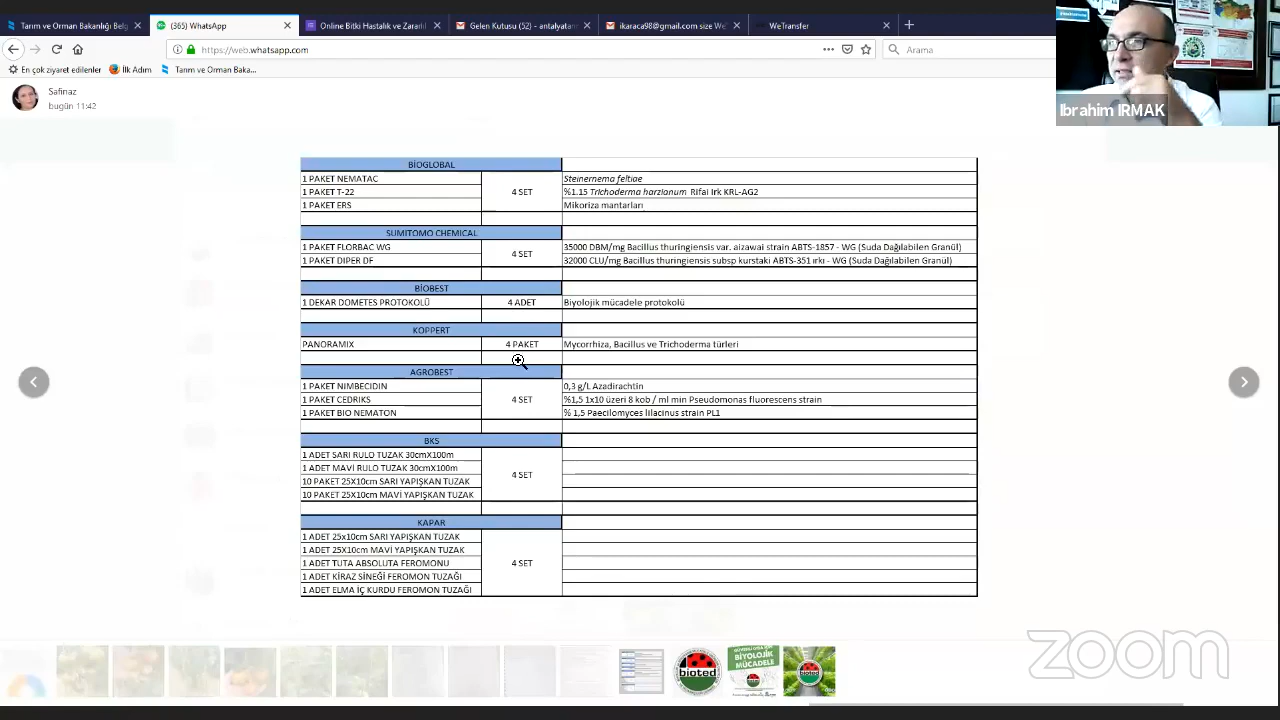 Tarım ve Orman Bakanlığı Belg
(365) WhatsApp
Online Bitki Hastalık ve Zararlıl
Gelen Kutusu (52) - antalyatarım
ikaraca98@gmail.com size WeT
WeTransfer
https://web.whatsapp.com
Arama
En çok ziyaret edilenler
İlk Adım
Tarım ve Orman Baka...
Safinaz
bugün 11:42
Ibrahim IRMAK
BİOGLOBAL
1 PAKET NEMATAC
Steinernema feltiae
1 PAKET T-22
4 SET
%1.15 Trichoderma harzianum Rifai Irk KRL-AG2
1 PAKET ERS
Mikoriza mantarları
SUMITOMO CHEMICAL
1 PAKET FLORBAC WG
4 SET
35000 DBM/mg Bacillus thuringiensis var. aizawai strain ABTS-1857 - WG (Suda Dağılabilen Granül)
1 PAKET DIPER DF
32000 CLU/mg Bacillus thuringiensis subsp kurstaki ABTS-351 ırkı - WG (Suda Dağılabilen Granül)
BİOBEST
1 DEKAR DOMETES PROTOKOLÜ
4 ADET
Biyolojik mücadele protokolü
KOPPERT
PANORAMIX
4 PAKET
Mycorrhiza, Bacillus ve Trichoderma türleri
AGROBEST
1 PAKET NIMBECIDIN
0,3 g/L Azadirachtin
1 PAKET CEDRIKS
4 SET
%1,5 1x10 üzeri 8 kob / ml min Pseudomonas fluorescens strain
1 PAKET BIO NEMATON
% 1,5 Paecilomyces lilacinus strain PL1
BKS
1 ADET SARI RULO TUZAK 30cmX100m
1 ADET MAVİ RULO TUZAK 30cmX100m
4 SET
10 PAKET 25X10cm SARI YAPIŞKAN TUZAK
10 PAKET 25X10cm MAVİ YAPIŞKAN TUZAK
KAPAR
1 ADET 25x10cm SARI YAPIŞKAN TUZAK
1 ADET 25X10cm MAVİ YAPIŞKAN TUZAK
1 ADET TUTA ABSOLUTA FEROMONU
4 SET
1 ADET KİRAZ SİNEĞİ FEROMON TUZAĞI
1 ADET ELMA İÇ KURDU FEROMON TUZAĞI
bioted
BİYOLOJİK
MÜCADELE
bioted
zoom